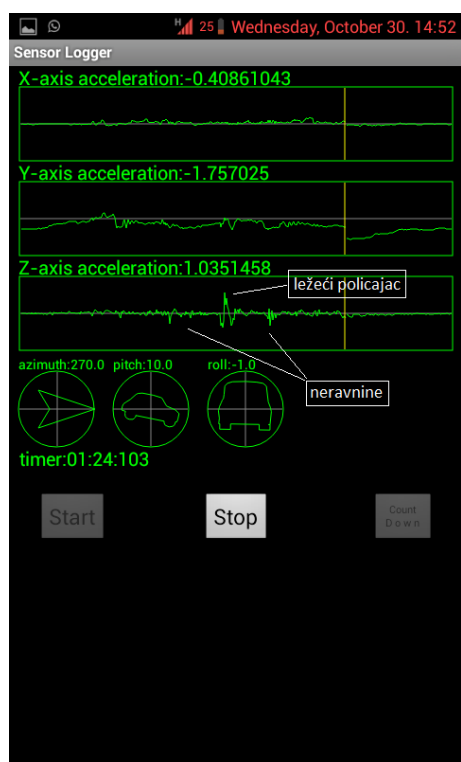 H 25 Wednesday, October 30. 14:52
Sensor Logger
X-axis acceleration:-0.40861043
Y-axis acceleration:-1.757025
Z-axis acceleration:1.0351458
ležeći policajac
azimuth:270.0 pitch:10.0 roll:-1.0
neravnine
timer:01:24:103
Start Stop Count
Down